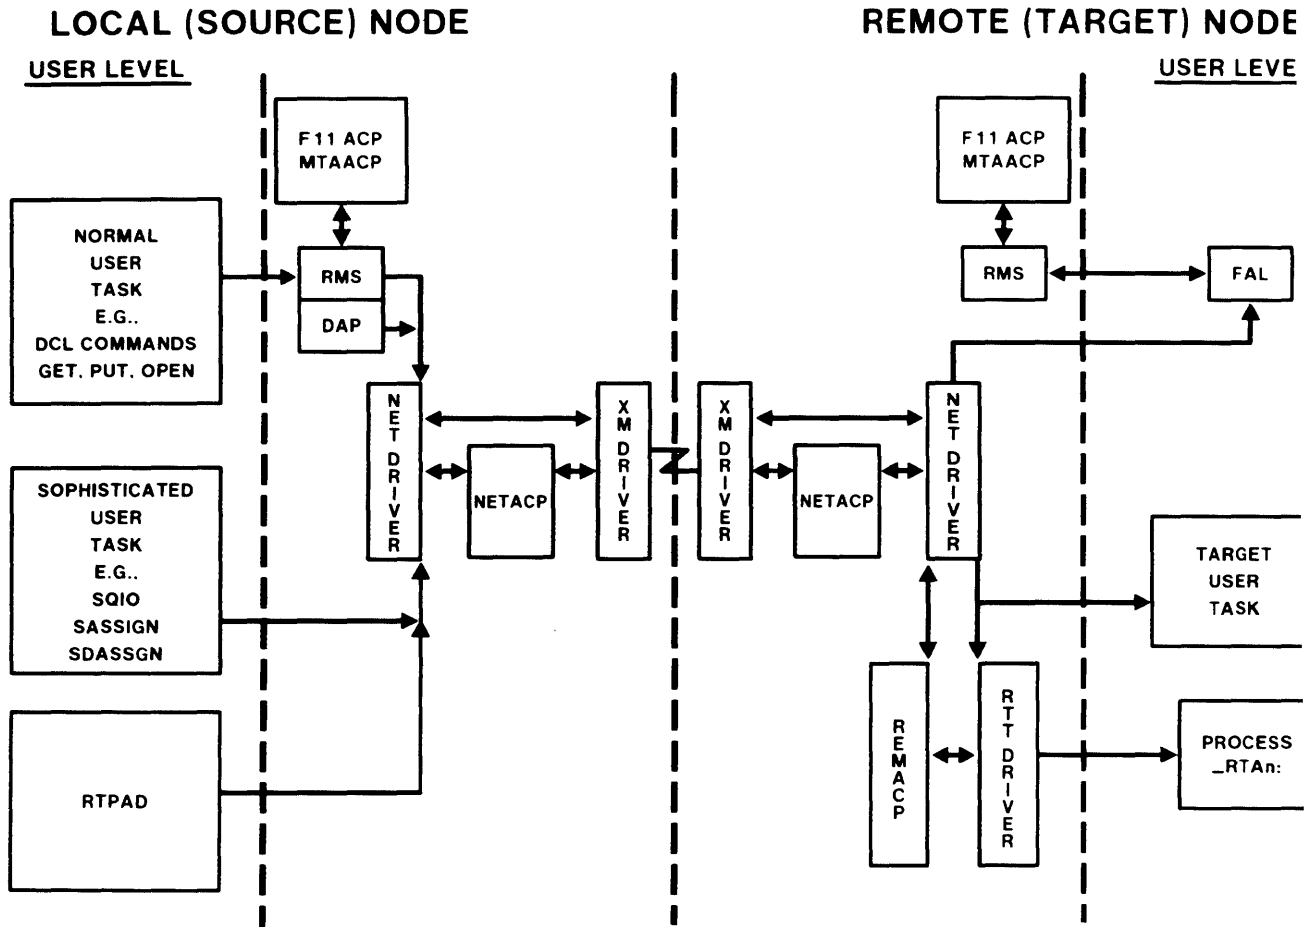 LOCAL (SOURCE) NODE
REMOTE (TARGET) NODE
USER LEVEL
USER LEVE
F11 ACP
MTAACP
F11 ACP
MTAACP
NORMAL
USER
TASK
E.G..
DCL COMMANDS
GET, PUT, OPEN
RMS
DAP
RMS
FAL
NET DRIVER
NETACP
XM DRIVER
XM DRIVER
NETACP
NET DRIVER
SOPHISTICATED
USER
TASK
E.G..
SQIO
SASSIGN
SDASSGN
TARGET
USER
TASK
RTPAD
REMACP
RTT DRIVER
PROCESS
_RTAn: